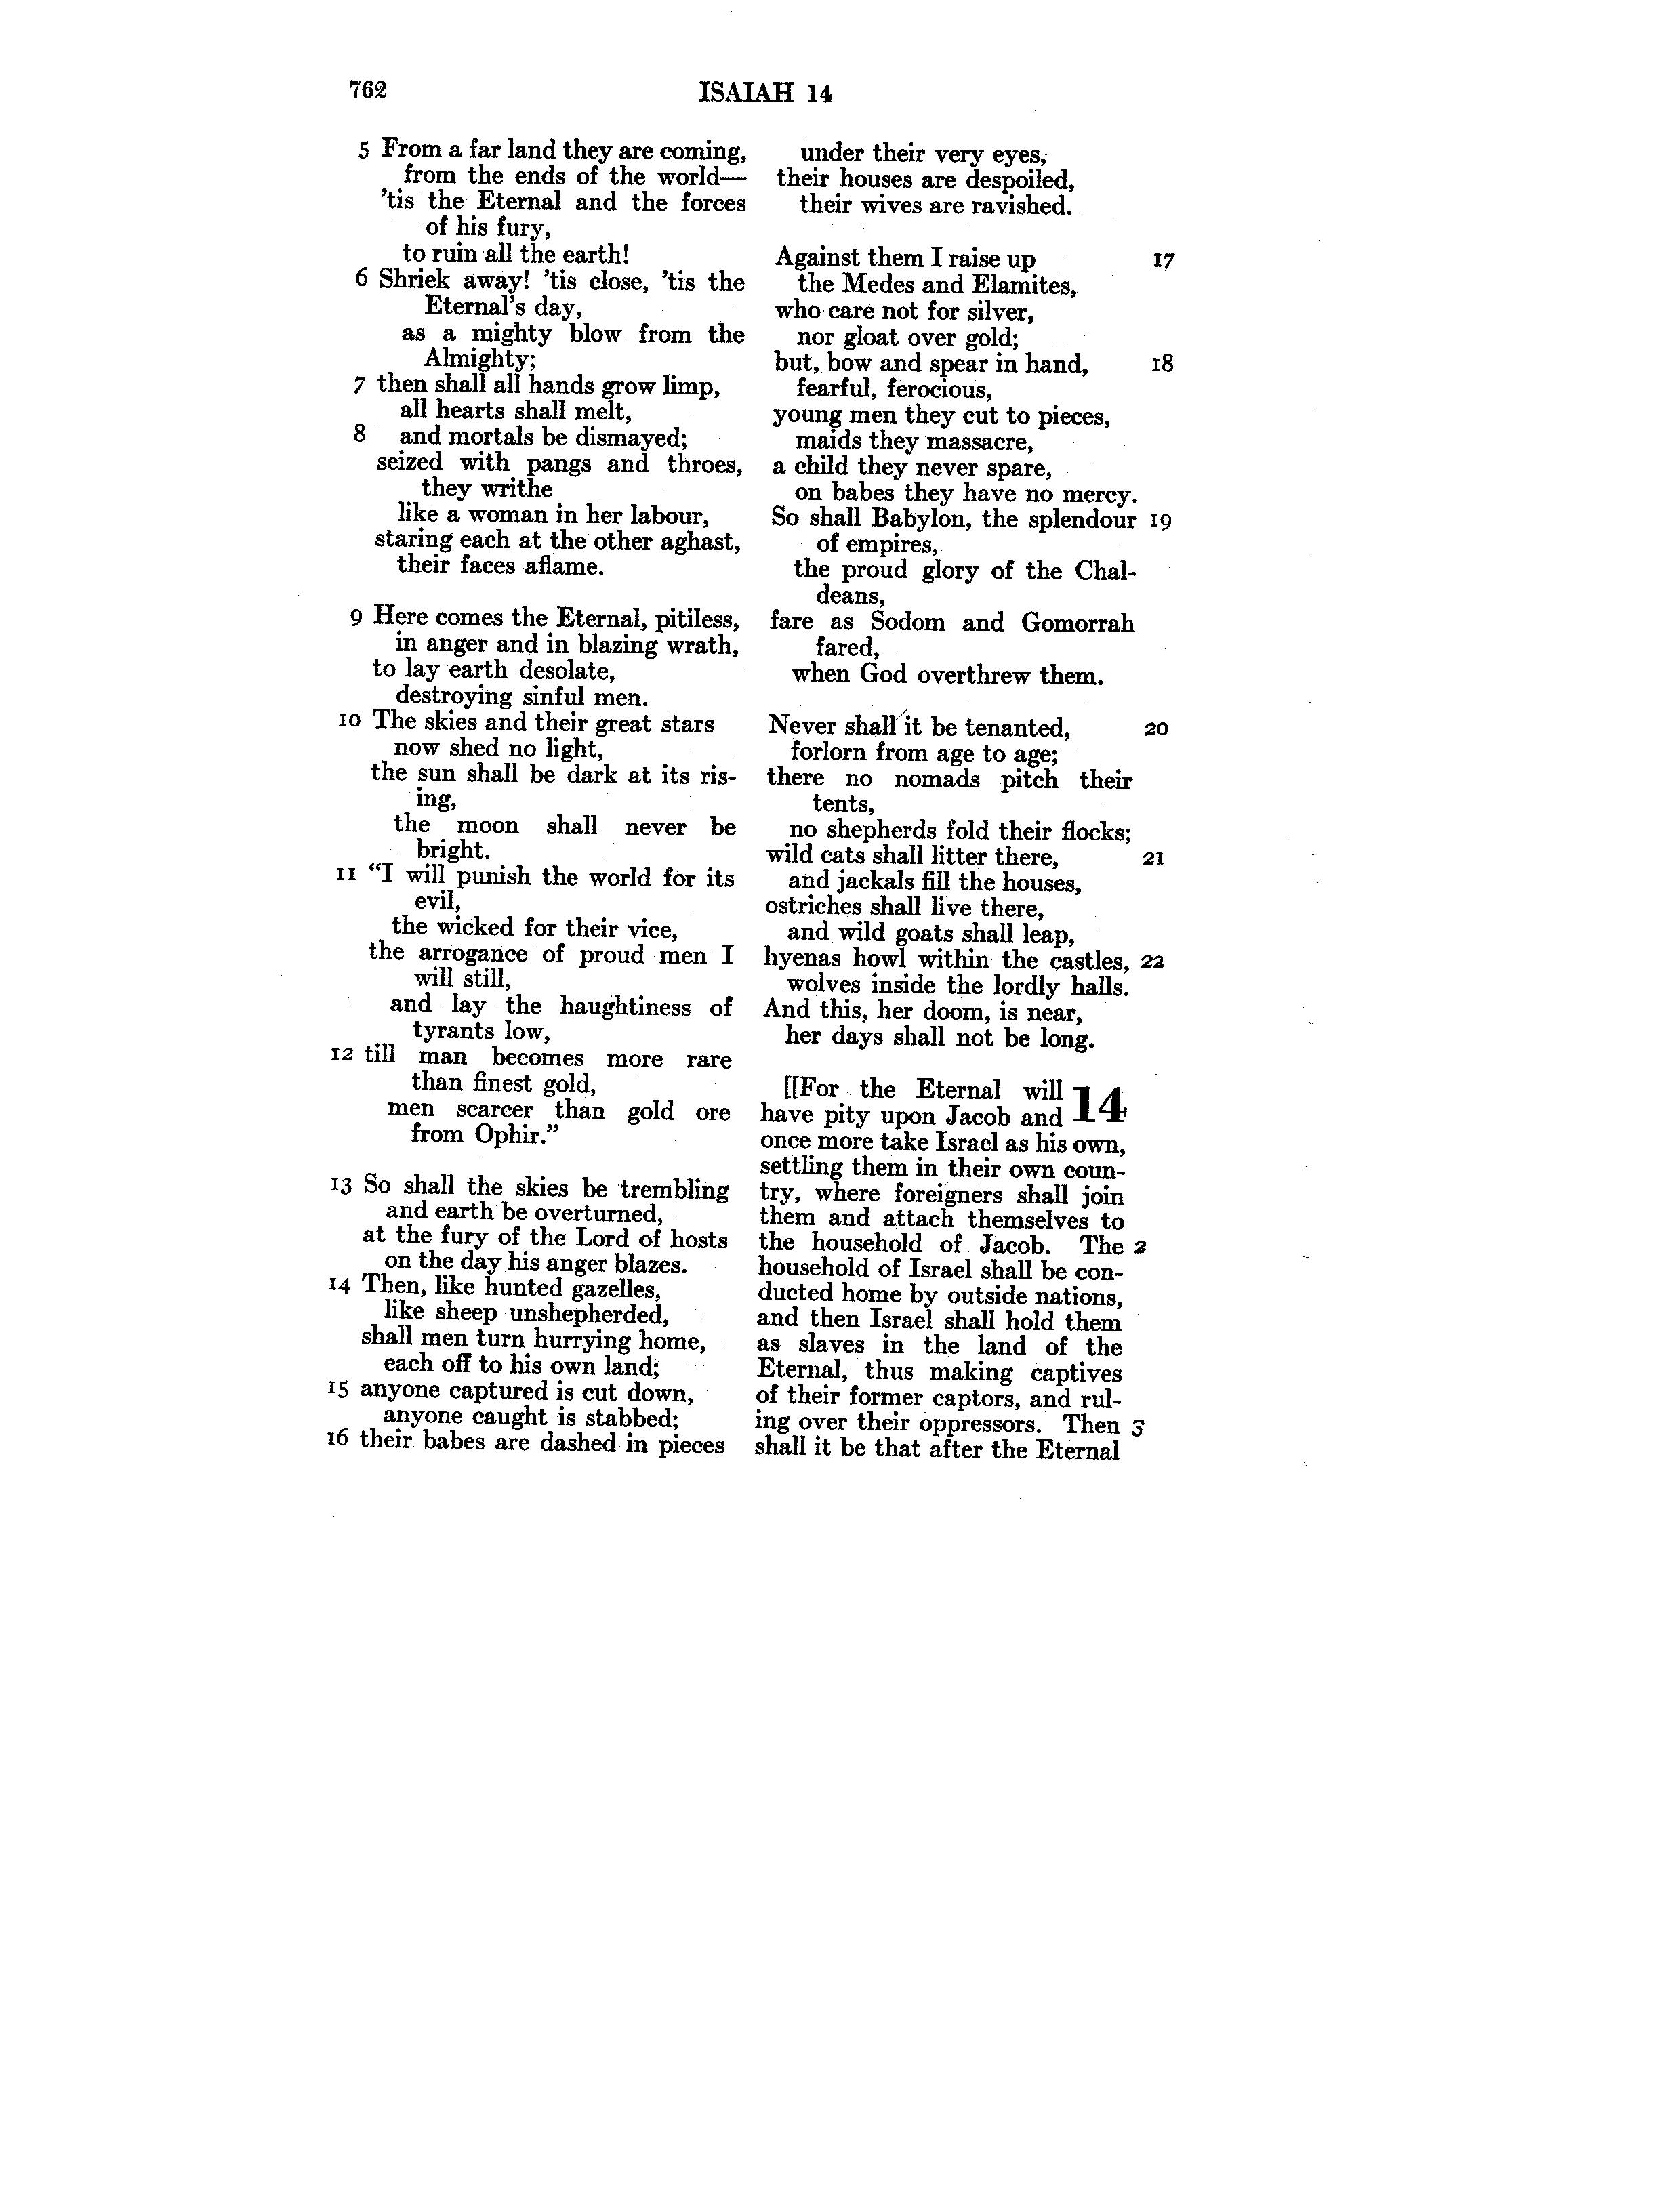 762
ISAIAH 14
5 From a far land they are coming,
from the ends of the world—
'tis the Eternal and the forces
of his fury,
to ruin all the earth!
6 Shriek away! 'tis close, 'tis the
Eternal's day,
as a mighty blow from the
Almighty;
7 then shall all hands grow limp,
all hearts shall melt,
8 and mortals be dismayed;
seized with pangs and throes,
they writhe
like a woman in her labour,
staring each at the other aghast,
their faces aflame.
9 Here comes the Eternal, pitiless,
in anger and in blazing wrath,
to lay earth desolate,
destroying sinful men.
10 The skies and their great stars
now shed no light,
the sun shall be dark at its ris-
ing,
the moon shall never be
bright.
11 “I will punish the world for its
evil,
the wicked for their vice,
the arrogance of proud men I
will still,
and lay the haughtiness of
tyrants low,
12 till man becomes more rare
than finest gold,
men scarcer than gold ore
from Ophir.”
13 So shall the skies be trembling
and earth be overturned,
at the fury of the Lord of hosts
on the day his anger blazes.
14 Then, like hunted gazelles,
like sheep unshepherded,
shall men turn hurrying home,
each off to his own land;
15 anyone captured is cut down,
anyone caught is stabbed;
16 their babes are dashed in pieces
under their very eyes,
their houses are despoiled,
their wives are ravished.
Against them I raise up 17
the Medes and Elamites,
who care not for silver,
nor gloat over gold;
but, bow and spear in hand, 18
fearful, ferocious,
young men they cut to pieces,
maids they massacre,
a child they never spare,
on babes they have no mercy.
So shall Babylon, the splendour 19
of empires,
the proud glory of the Chal-
deans,
fare as Sodom and Gomorrah
fared,
when God overthrew them.
Never shall it be tenanted, 20
forlorn from age to age;
there no nomads pitch their
tents,
no shepherds fold their flocks;
wild cats shall litter there, 21
and jackals fill the houses,
ostriches shall live there,
and wild goats shall leap,
hyenas howl within the castles, 22
wolves inside the lordly halls.
And this, her doom, is near,
her days shall not be long.
[[For the Eternal will 14
have pity upon Jacob and
once more take Israel as his own,
settling them in their own coun-
try, where foreigners shall join
them and attach themselves to
the household of Jacob. The 2
household of Israel shall be con-
ducted home by outside nations,
and then Israel shall hold them
as slaves in the land of the
Eternal, thus making captives
of their former captors, and rul-
ing over their oppressors. Then 3
shall it be that after the Eternal